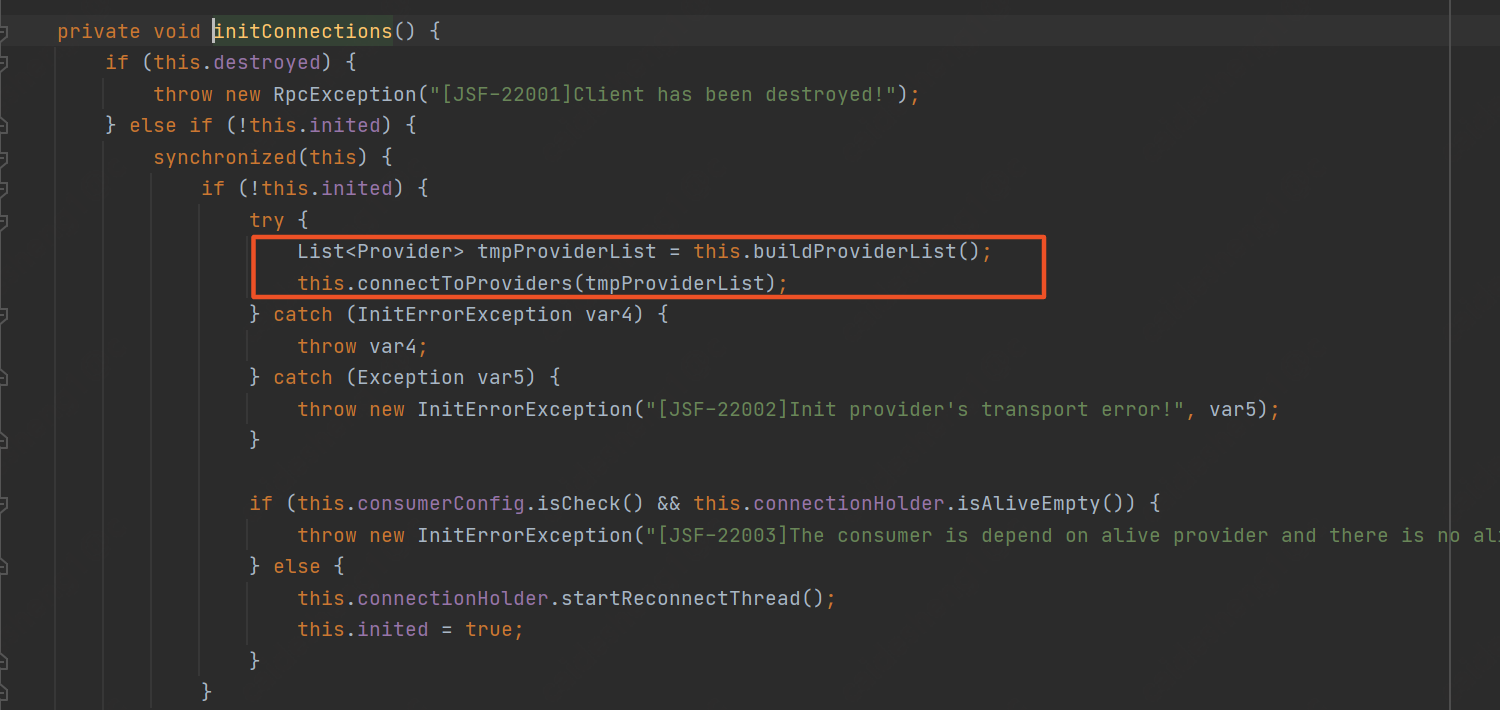 private void initConnections() {
if (this.destroyed) {
throw new RpcException("[JSF-22001]Client has been destroyed!");
} else if (!this.inited) {
synchronized(this) {
if (!this.inited) {
try {
List<Provider> tmpProviderList = this.buildProviderList();
this.connectToProviders(tmpProviderList);
} catch (InitErrorException var4) {
throw var4;
} catch (Exception var5) {
throw new InitErrorException("[JSF-22002]Init provider's transport error!", var5);
}
if (this.consumerConfig.isCheck() && this.connectionHolder.isAliveEmpty()) {
throw new InitErrorException("[JSF-22003]The consumer is depend on alive provider and there is no
} else {
this.connectionHolder.startReconnectThread();
this.inited = true;
}
}